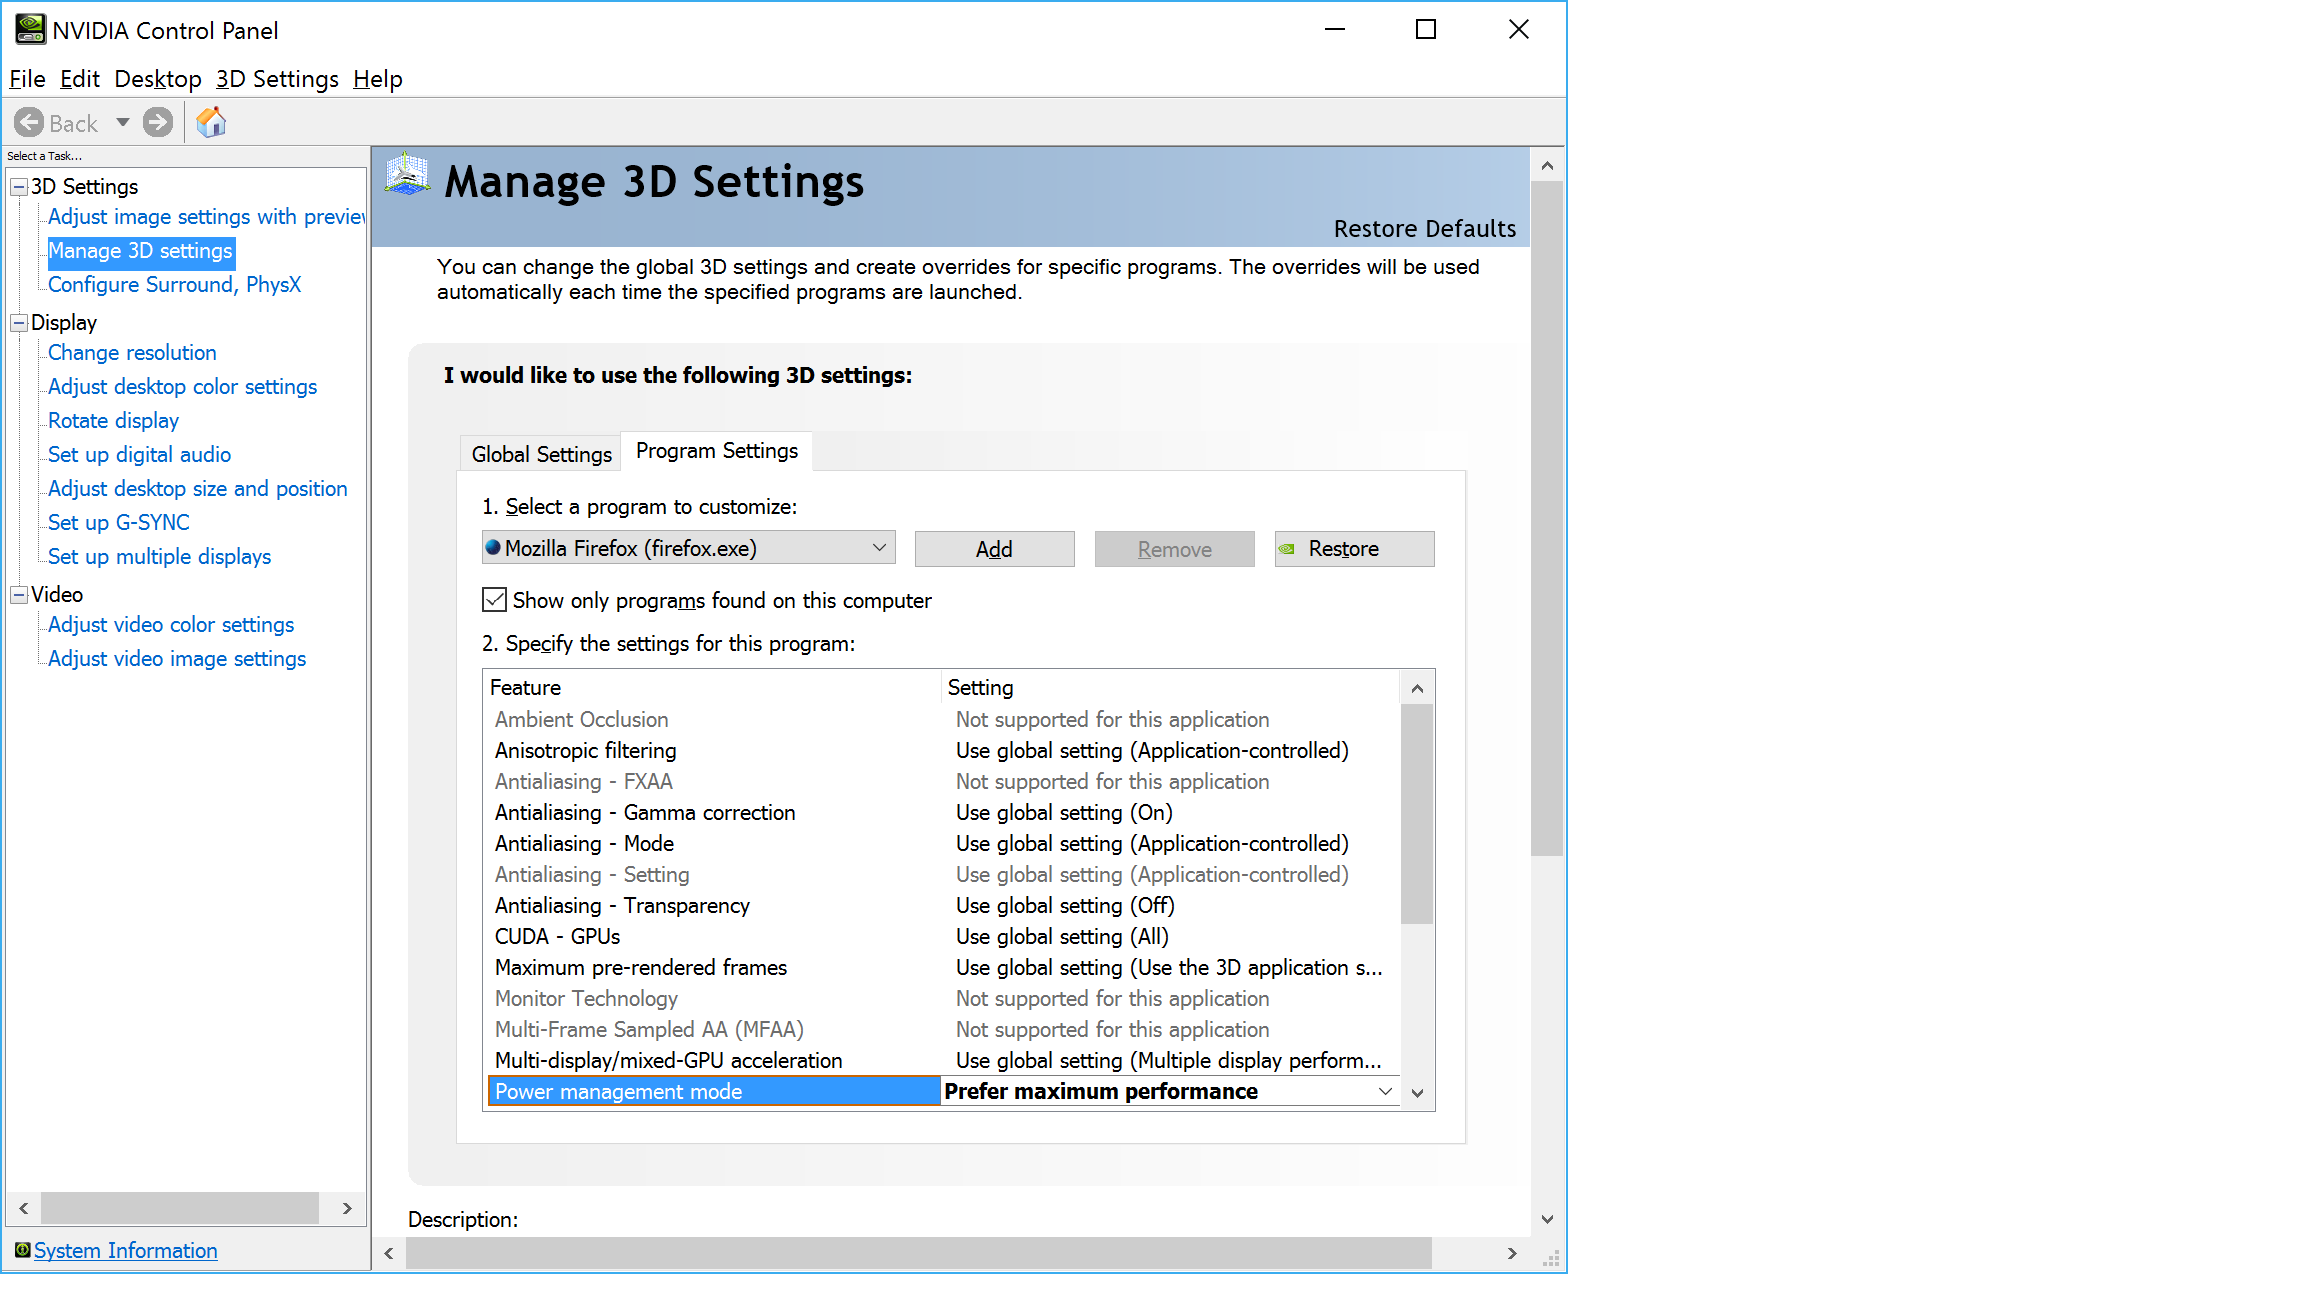 NVIDIA Control Panel
File Edit Desktop 3D Settings Help
Back
Select a Task...
3D Settings
Adjust image settings with preview
Manage 3D settings
Configure Surround, PhysX
Display
Change resolution
Adjust desktop color settings
Rotate display
Set up digital audio
Adjust desktop size and position
Set up G-SYNC
Set up multiple displays
Video
Adjust video color settings
Adjust video image settings
System Information
Manage 3D Settings
Restore Defaults
You can change the global 3D settings and create overrides for specific programs. The overrides will be used
automatically each time the specified programs are launched.
I would like to use the following 3D settings:
Global Settings Program Settings
1. Select a program to customize:
Mozilla Firefox (firefox.exe) Add Remove Restore
Show only programs found on this computer
2. Specify the settings for this program:
Feature Setting
Ambient Occlusion Not supported for this application
Anisotropic filtering Use global setting (Application-controlled)
Antialiasing - FXAA Not supported for this application
Antialiasing - Gamma correction Use global setting (On)
Antialiasing - Mode Use global setting (Application-controlled)
Antialiasing - Setting Use global setting (Application-controlled)
Antialiasing - Transparency Use global setting (Off)
CUDA - GPUs Use global setting (All)
Maximum pre-rendered frames Use global setting (Use the 3D application s...
Monitor Technology Not supported for this application
Multi-Frame Sampled AA (MFAA) Not supported for this application
Multi-display/mixed-GPU acceleration Use global setting (Multiple display perform...
Power management mode Prefer maximum performance
Description: